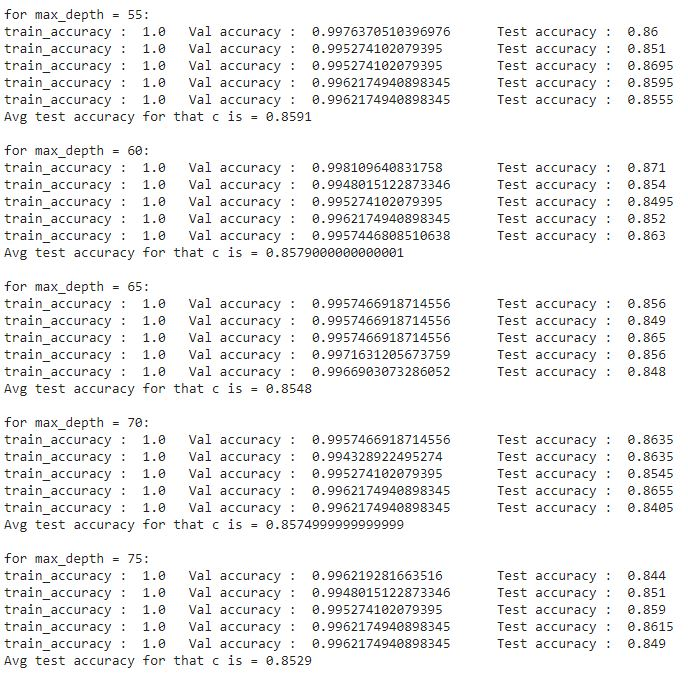 for max_depth = 55:
train_accuracy :  1.0   Val accuracy :  0.9976370510396976      Test accuracy :  0.86
train_accuracy :  1.0   Val accuracy :  0.995274102079395       Test accuracy :  0.851
train_accuracy :  1.0   Val accuracy :  0.995274102079395       Test accuracy :  0.8695
train_accuracy :  1.0   Val accuracy :  0.9962174940898345      Test accuracy :  0.8595
train_accuracy :  1.0   Val accuracy :  0.9962174940898345      Test accuracy :  0.8555
Avg test accuracy for that c is = 0.8591

for max_depth = 60:
train_accuracy :  1.0   Val accuracy :  0.998109640831758       Test accuracy :  0.871
train_accuracy :  1.0   Val accuracy :  0.9948015122873346      Test accuracy :  0.854
train_accuracy :  1.0   Val accuracy :  0.995274102079395       Test accuracy :  0.8495
train_accuracy :  1.0   Val accuracy :  0.9962174940898345      Test accuracy :  0.852
train_accuracy :  1.0   Val accuracy :  0.9957446808510638      Test accuracy :  0.863
Avg test accuracy for that c is = 0.8579000000000001

for max_depth = 65:
train_accuracy :  1.0   Val accuracy :  0.9957466918714556      Test accuracy :  0.856
train_accuracy :  1.0   Val accuracy :  0.9957466918714556      Test accuracy :  0.849
train_accuracy :  1.0   Val accuracy :  0.9957466918714556      Test accuracy :  0.865
train_accuracy :  1.0   Val accuracy :  0.9971631205673759      Test accuracy :  0.856
train_accuracy :  1.0   Val accuracy :  0.9966903073286052      Test accuracy :  0.848
Avg test accuracy for that c is = 0.8548

for max_depth = 70:
train_accuracy :  1.0   Val accuracy :  0.9957466918714556      Test accuracy :  0.8635
train_accuracy :  1.0   Val accuracy :  0.994328922495274       Test accuracy :  0.8635
train_accuracy :  1.0   Val accuracy :  0.995274102079395       Test accuracy :  0.8545
train_accuracy :  1.0   Val accuracy :  0.9962174940898345      Test accuracy :  0.8655
train_accuracy :  1.0   Val accuracy :  0.9962174940898345      Test accuracy :  0.8405
Avg test accuracy for that c is = 0.8574999999999999

for max_depth = 75:
train_accuracy :  1.0   Val accuracy :  0.996219281663516       Test accuracy :  0.844
train_accuracy :  1.0   Val accuracy :  0.9948015122873346      Test accuracy :  0.851
train_accuracy :  1.0   Val accuracy :  0.995274102079395       Test accuracy :  0.859
train_accuracy :  1.0   Val accuracy :  0.9962174940898345      Test accuracy :  0.8615
train_accuracy :  1.0   Val accuracy :  0.9962174940898345      Test accuracy :  0.849
Avg test accuracy for that c is = 0.8529